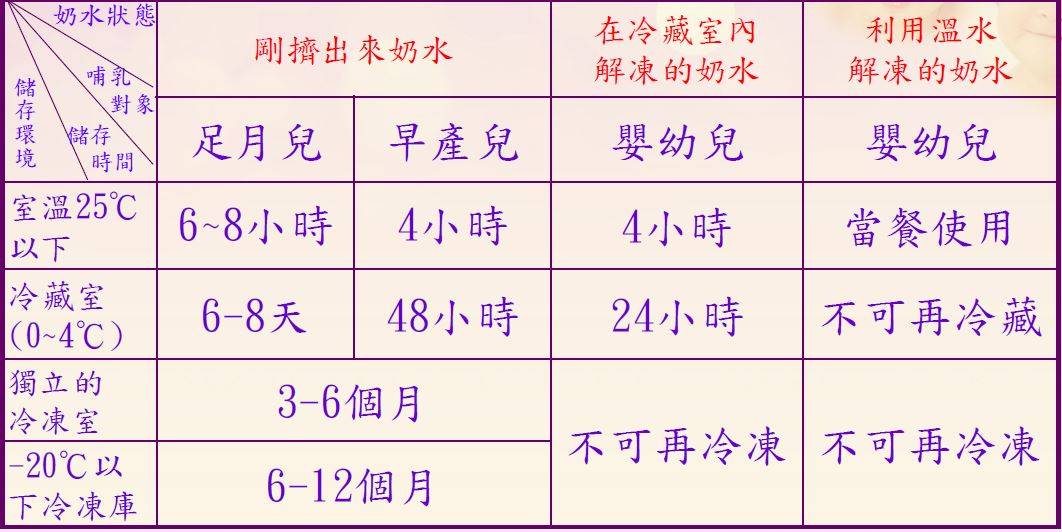 奶水狀態
哺乳
對象
儲存
時間
儲存環境
剛擠出來奶水
在冷藏室內
解凍的奶水
利用溫水
解凍的奶水
足月兒
早產兒
嬰幼兒
嬰幼兒
室溫25℃
以下
6~8小時
4小時
4小時
當餐使用
冷藏室
(0~4℃)
6-8天
48小時
24小時
不可再冷藏
獨立的
冷凍室
3-6個月
不可再冷凍
不可再冷凍
-20℃以
下冷凍庫
6-12個月